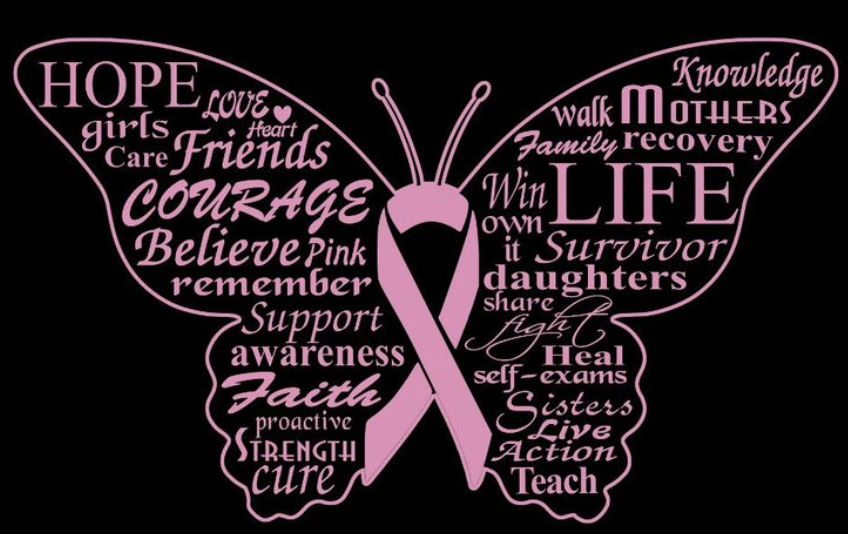 HOPE
LOVE
girls
Heart
Care
Friends
COURAGE
Believe Pink
remember
Support
awareness
Faith
proactive
STRENGTH
cure
Knowledge
walk MOTHERS
Family recovery
Win LIFE
own
it Survivor
daughters
share
fight
Heal
self-exams
Sisters
Live
Action
Teach